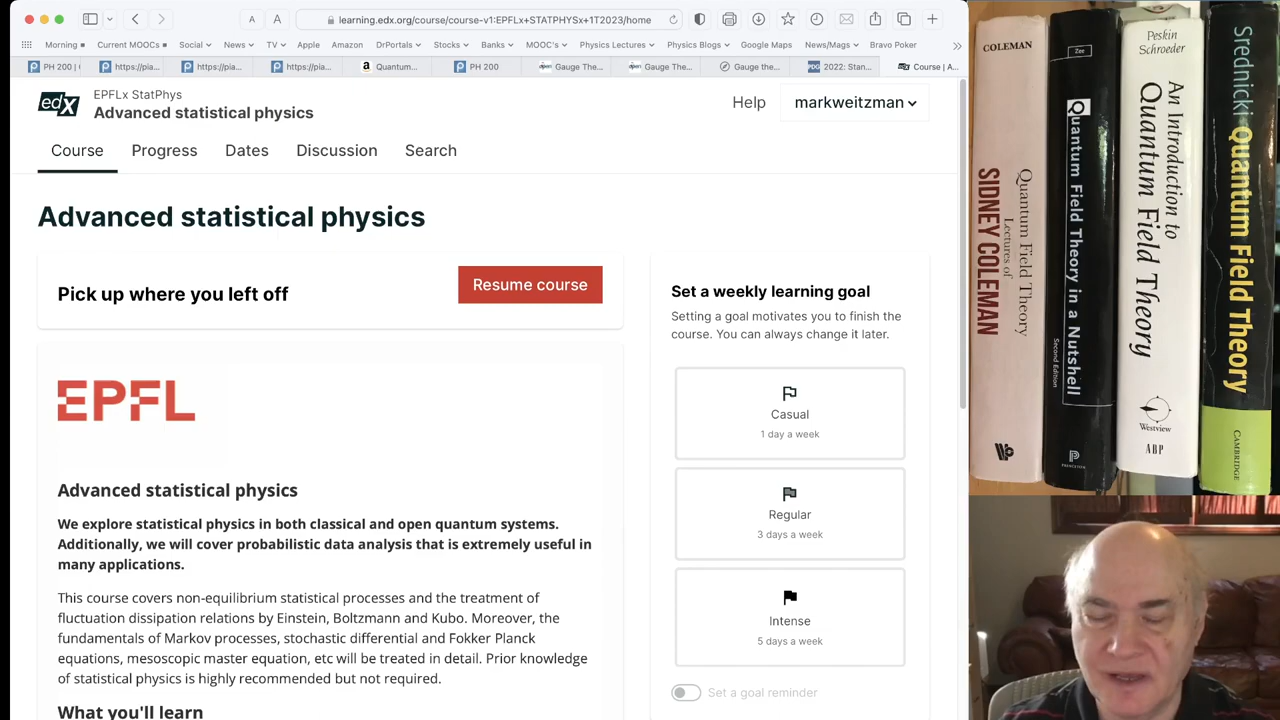 A A learning.edx.org/course/course-v1:EPFLx+STATPHYSx+1T2023/home
Morning Current MOOCs Social News TV Apple Amazon DrPortals Stocks Banks MOOC's Physics Lectures Physics Blogs Google Maps News/Mags Bravo Poker
PH 200 | ( https://pia... https://pia... https://pia... Quantum... PH 200 Gauge The... Gauge The... Gauge the... 2022: Stan... Course | A...
edX
EPFLx StatPhys
Advanced statistical physics
Help
markweitzman
Course Progress Dates Discussion Search
Advanced statistical physics
Pick up where you left off
Resume course
EPFL
Advanced statistical physics
We explore statistical physics in both classical and open quantum systems.
Additionally, we will cover probabilistic data analysis that is extremely useful in
many applications.
This course covers non-equilibrium statistical processes and the treatment of
fluctuation dissipation relations by Einstein, Boltzmann and Kubo. Moreover, the
fundamentals of Markov processes, stochastic differential and Fokker Planck
equations, mesoscopic master equation, etc will be treated in detail. Prior knowledge
of statistical physics is highly recommended but not required.
What you'll learn
Set a weekly learning goal
Setting a goal motivates you to finish the
course. You can always change it later.
Casual
1 day a week
Regular
3 days a week
Intense
5 days a week
Set a goal reminder
COLEMAN
Quantum Field Theory
Lectures of
SIDNEY COLEMAN
Zee
Quantum Field Theory in a Nutshell
Second Edition
PRINCETON
Peskin
Schroeder
An Introduction to
Quantum Field Theory
Westview
ABP
Srednicki Quantum Field Theory
CAMBRIDGE